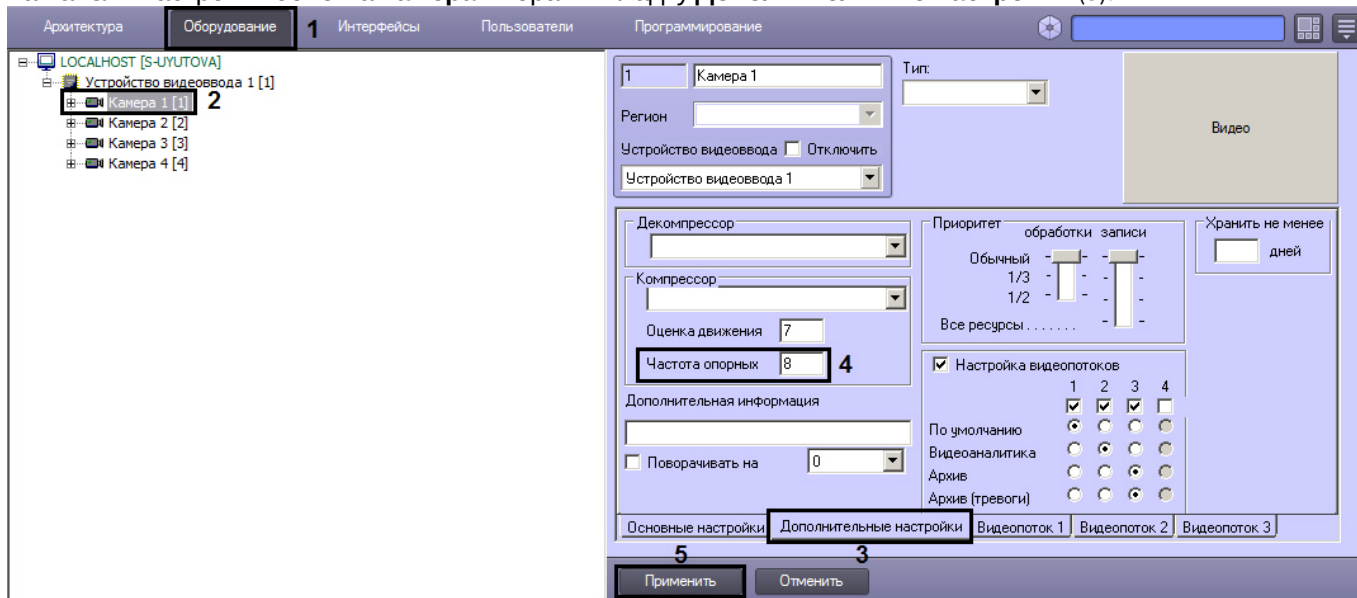 Архитектура Оборудование 1 Интерфейсы Пользователи Программирование
LOCALHOST [S-UYUTOVA]
Устройство видеоввода 1 [1]
Камера 1 [1] 2
Камера 2 [2]
Камера 3 [3]
Камера 4 [4]
1 Камера 1
Тип:
Регион
Устройство видеоввода Отключить
Устройство видеоввода 1
Видео
Декомпрессор
Компрессор
Оценка движения 7
Частота опорных 8 4
Дополнительная информация
Поворачивать на 0
Приоритет
обработки записи
Обычный
1/3
1/2
Все ресурсы . . . . . . .
Хранить не менее
дней
Настройка видеопотоков
1 2 3 4
По умолчанию
Видеоаналитика
Архив
Архив (тревоги)
Основные настройки Дополнительные настройки Видеопоток 1 Видеопоток 2 Видеопоток 3
5 3
Применить Отменить